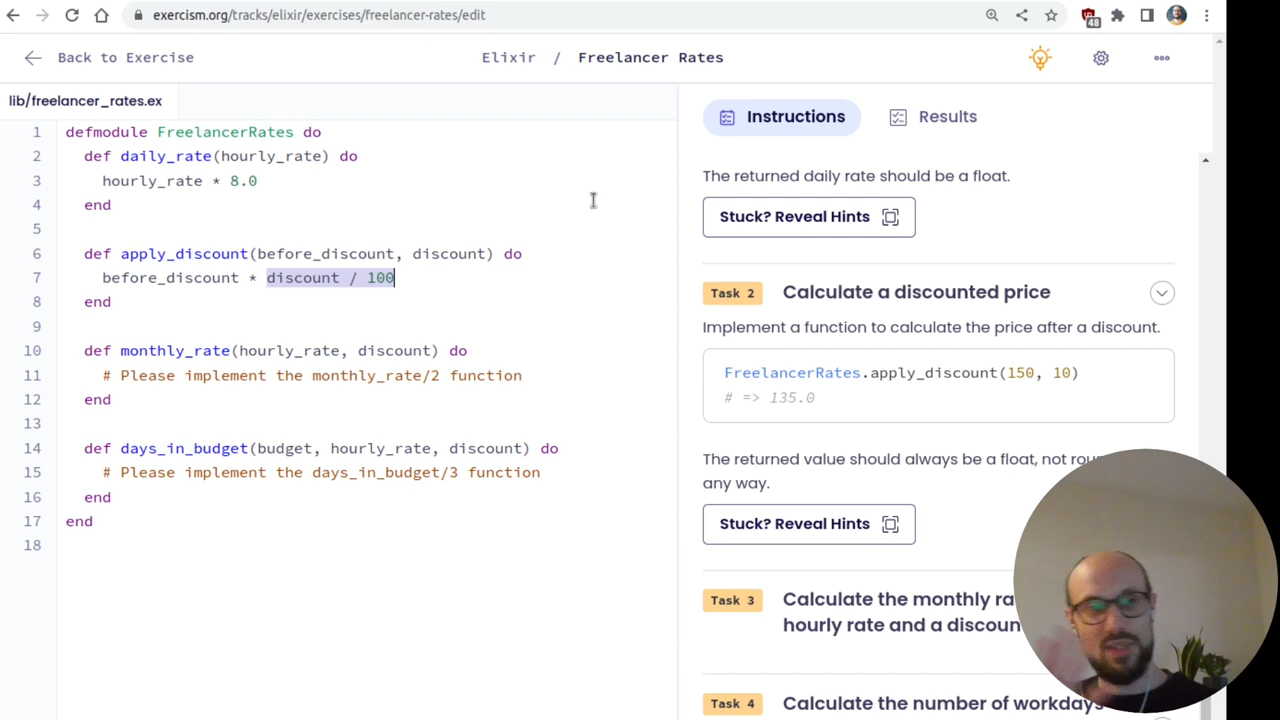 exercism.org/tracks/elixir/exercises/freelancer-rates/edit
48
Back to Exercise
Elixir / Freelancer Rates
lib/freelancer_rates.ex
1 defmodule FreelancerRates do
2 def daily_rate(hourly_rate) do
3 hourly_rate * 8.0
4 end
5
6 def apply_discount(before_discount, discount) do
7 before_discount * discount / 100
8 end
9
10 def monthly_rate(hourly_rate, discount) do
11 # Please implement the monthly_rate/2 function
12 end
13
14 def days_in_budget(budget, hourly_rate, discount) do
15 # Please implement the days_in_budget/3 function
16 end
17 end
18
Instructions
Results
The returned daily rate should be a float.
Stuck? Reveal Hints
Task 2 Calculate a discounted price
Implement a function to calculate the price after a discount.
FreelancerRates.apply_discount(150, 10)
# => 135.0
The returned value should always be a float, not
any way.
Stuck? Reveal Hints
Task 3 Calculate the monthly
hourly rate and a
Task 4 Calculate the number of workdays